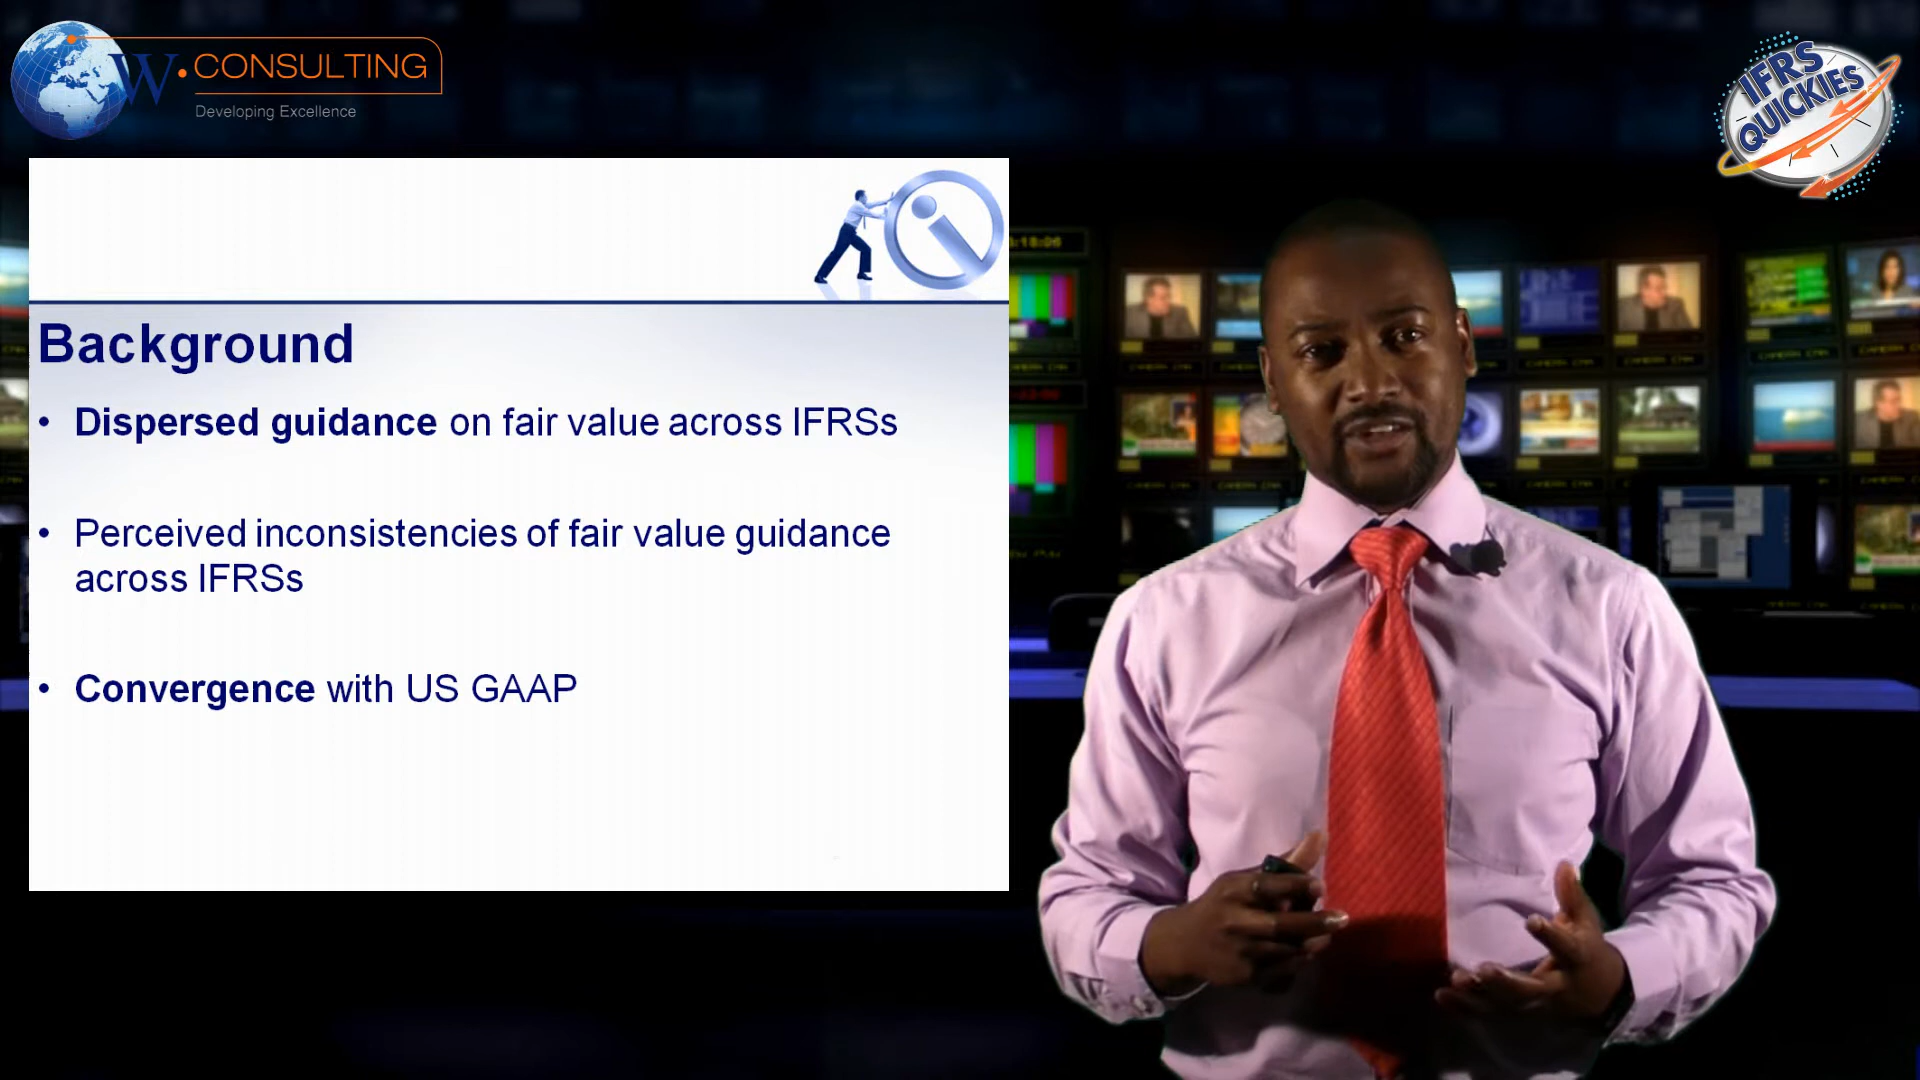 W.CONSULTING
Developing Excellence
IFRS
QUICKIES
Background
• Dispersed guidance on fair value across IFRSs
• Perceived inconsistencies of fair value guidance
across IFRSs
• Convergence with US GAAP